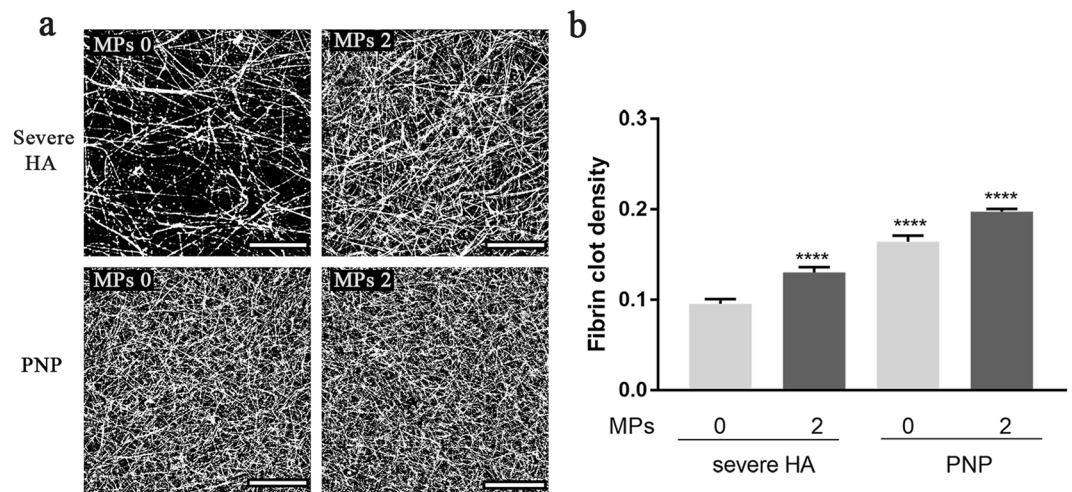 a
MPs 0
MPs 2
Severe
HA
MPs 0
MPs 2
PNP
b
Fibrin clot density
0.3
0.2
0.1
0.0
****
****
****
MPs 0 2 0 2
severe HA PNP